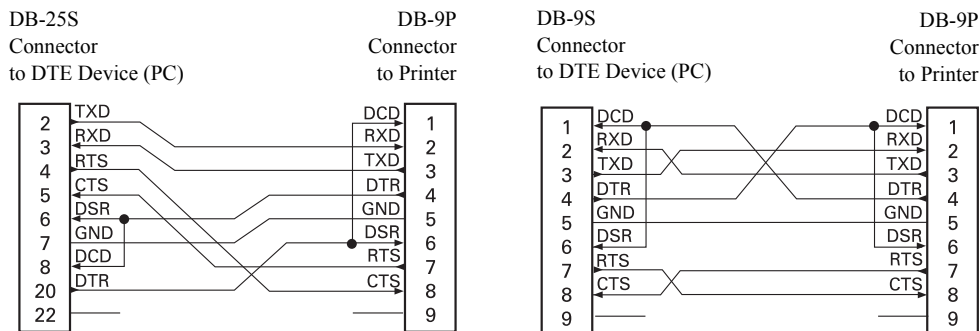 DB-25S
Connector
to DTE Device (PC)
DB-9P
Connector
to Printer
2 TXD DCD 1
3 RXD RXD 2
4 RTS TXD 3
5 CTS DTR 4
6 DSR GND 5
7 GND DSR 6
8 DCD RTS 7
20 DTR CTS 8
22 9
DB-9S
Connector
to DTE Device (PC)
DB-9P
Connector
to Printer
1 DCD DCD 1
2 RXD RXD 2
3 TXD TXD 3
4 DTR DTR 4
5 GND GND 5
6 DSR DSR 6
7 RTS RTS 7
8 CTS CTS 8
9 9